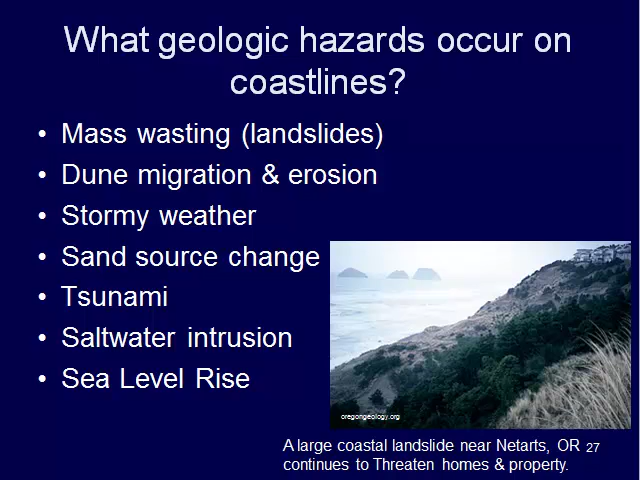 What geologic hazards occur on
coastlines?
• Mass wasting (landslides)
• Dune migration & erosion
• Stormy weather
• Sand source change
• Tsunami
• Saltwater intrusion
• Sea Level Rise
oregongeology.org
A large coastal landslide near Netarts, OR
continues to Threaten homes & property.
27